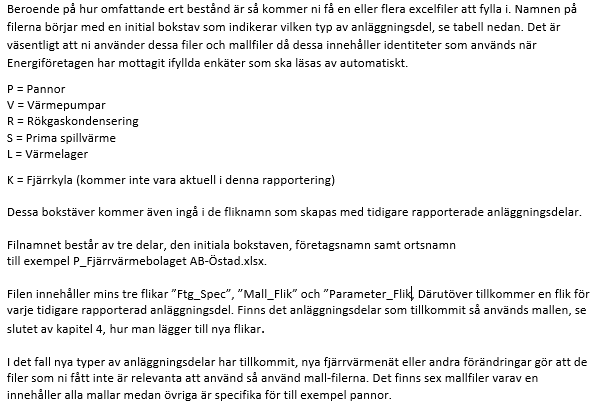 Beroende på hur omfattande ert bestånd är så kommer ni få en eller flera excelfiler att fylla i. Namnen på
filerna börjar med en initial bokstav som indikerar vilken typ av anläggningsdel, se tabell nedan. Det är
väsentligt att ni använder dessa filer och mallfiler då dessa innehåller identiteter som används när
Energiföretagen har mottagit ifyllda enkäter som ska läsas av automatiskt.
P = Pannor
V = Värmepumpar
R = Rökgaskondensering
S = Prima spillvärme
L = Värmelager
K = Fjärrkyla (kommer inte vara aktuell i denna rapportering)
Dessa bokstäver kommer även ingå i de fliknamn som skapas med tidigare rapporterade anläggningsdelar.
Filnamnet består av tre delar, den initiala bokstaven, företagsnamn samt ortsnamn
till exempel P_Fjärrvärmebolaget AB-Östad.xlsx.
Filen innehåller mins tre flikar ”Ftg_Spec”, ”Mall_Flik” och ”Parameter_Flik, Därutöver tillkommer en flik för
varje tidigare rapporterad anläggningsdel. Finns det anläggningsdelar som tillkommit så används mallen, se
slutet av kapitel 4, hur man lägger till nya flikar.
I det fall nya typer av anläggningsdelar har tillkommit, nya fjärrvärmenät eller andra förändringar gör att de
filer som ni fått inte är relevanta att använd så använd mall-filerna. Det finns sex mallfiler varav en
innehåller alla mallar medan övriga är specifika för till exempel pannor.